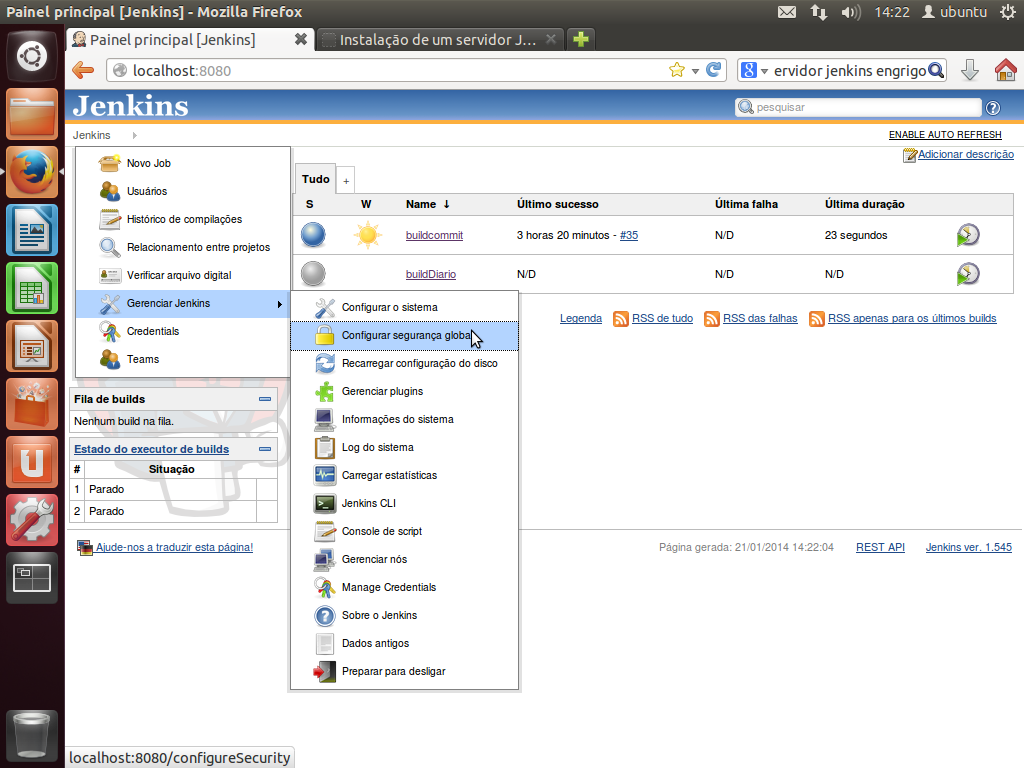 Painel principal [Jenkins] - Mozilla Firefox
14:22 ubuntu
Painel principal [Jenkins]
Instalação de um servidor J...
localhost:8080
ervidor jenkins engrigo
Jenkins
pesquisar
Jenkins
ENABLE AUTO REFRESH
Adicionar descrição
Novo Job
Usuários
Histórico de compilações
Relacionamento entre projetos
Verificar arquivo digital
Gerenciar Jenkins
Credentials
Teams
Tudo +
S W Name ↓ Último sucesso Última falha Última duração
buildcommit 3 horas 20 minutos - #35 N/D 23 segundos
buildDiario N/D N/D N/D
Legenda RSS de tudo RSS das falhas RSS apenas para os últimos builds
Configurar o sistema
Configurar segurança global
Recarregar configuração do disco
Gerenciar plugins
Informações do sistema
Log do sistema
Carregar estatísticas
Jenkins CLI
Console de script
Gerenciar nós
Manage Credentials
Sobre o Jenkins
Dados antigos
Preparar para desligar
Fila de builds
Nenhum build na fila.
Estado do executor de builds
# Situação
1 Parado
2 Parado
Ajude-nos a traduzir esta página!
Página gerada: 21/01/2014 14:22:04 REST API Jenkins ver. 1.545
localhost:8080/configureSecurity